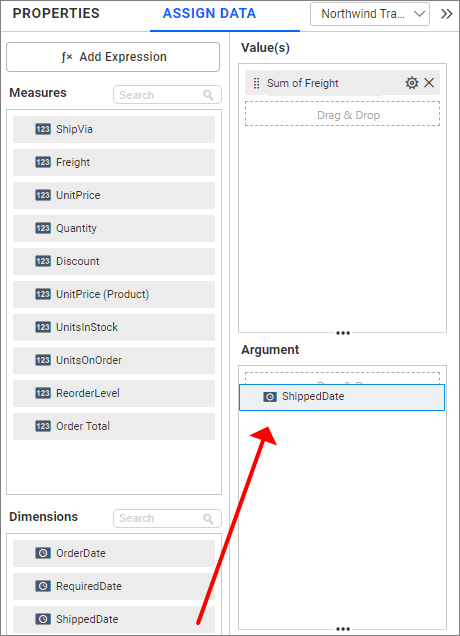 PROPERTIES
ASSIGN DATA
Northwind Tra...
ƒx Add Expression
Measures
Search
123 ShipVia
123 Freight
123 UnitPrice
123 Quantity
123 Discount
123 UnitPrice (Product)
123 UnitsInStock
123 UnitsOnOrder
123 ReorderLevel
123 Order Total
Dimensions
Search
OrderDate
RequiredDate
ShippedDate
Value(s)
Sum of Freight
Drag & Drop
Argument
ShippedDate